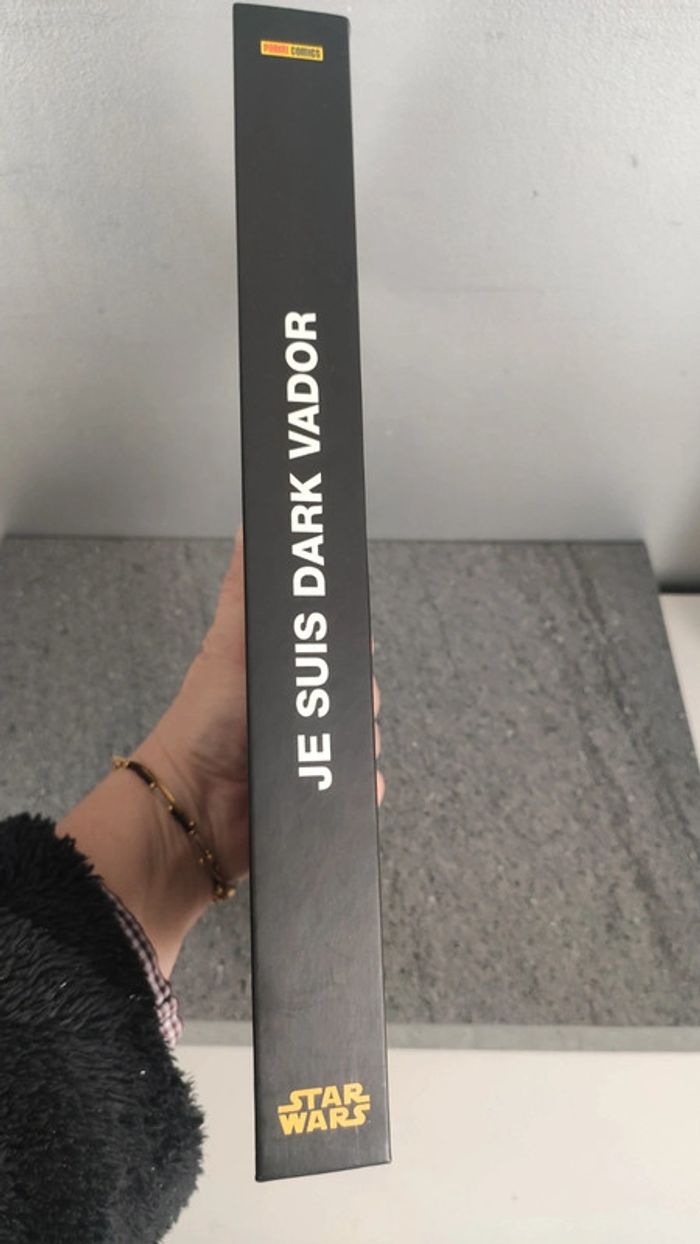 PANINI COMICS
JE SUIS DARK VADOR
STAR
WARS